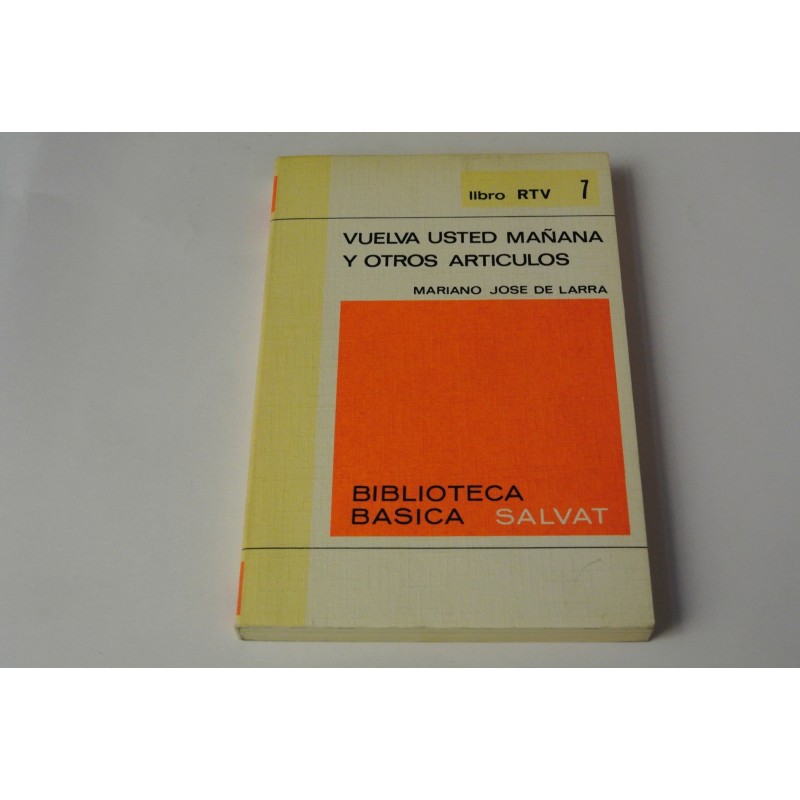 libro RTV 7
VUELVA USTED MAÑANA
Y OTROS ARTICULOS
MARIANO JOSE DE LARRA
BIBLIOTECA
BASICA SALVAT